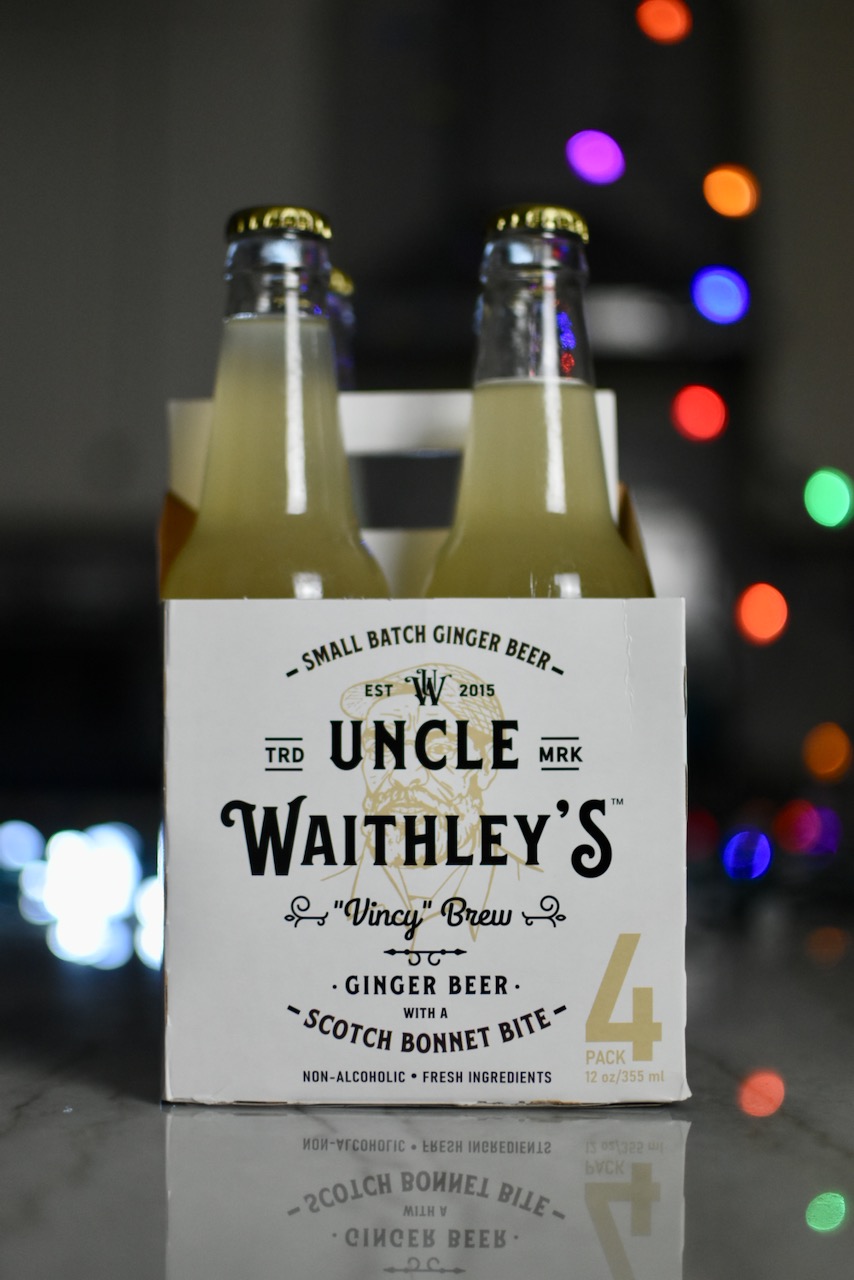 SMALL BATCH GINGER BEER
EST UW 2015
TRD UNCLE MRK
WAITHLEY'S™
"Vincy" Brew
· GINGER BEER ·
WITH A
SCOTCH BONNET BITE
NON-ALCOHOLIC • FRESH INGREDIENTS
4
PACK
12 oz/355 ml